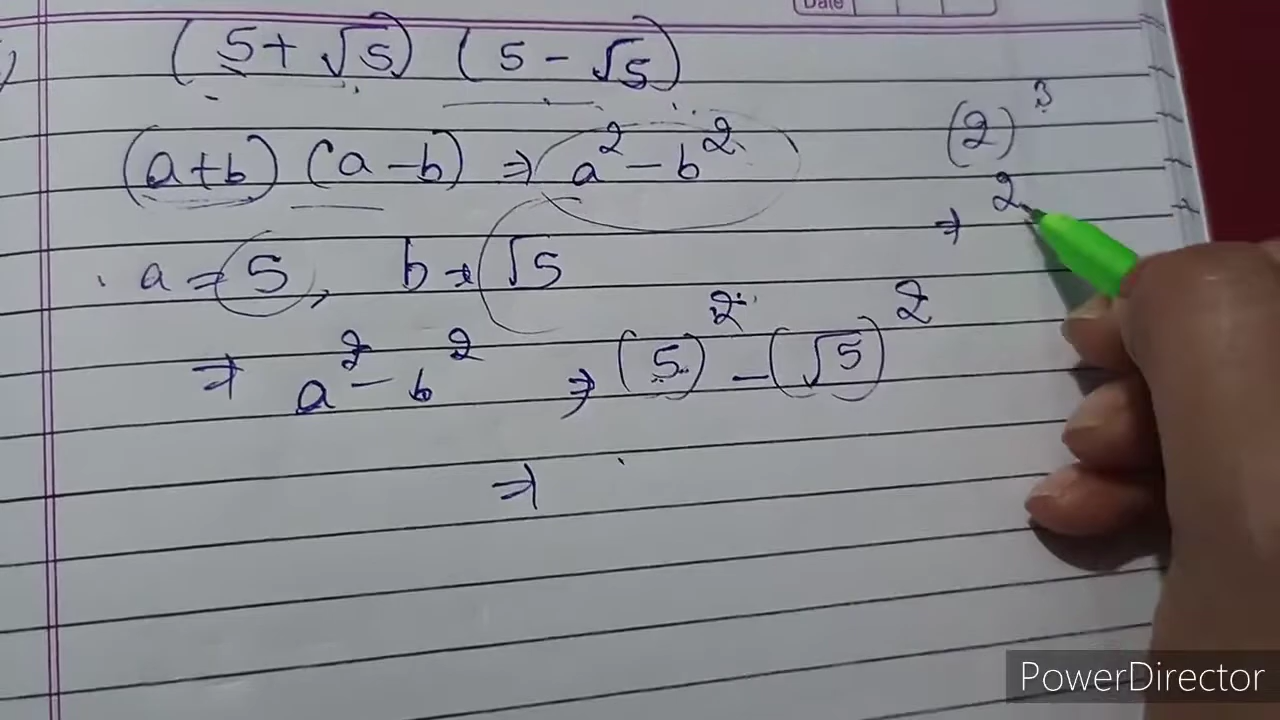 Date
(5+√5) (5-√5)
(a+b) (a-b) ⇒ a² - b²
(2)³
⇒ 2
a ⇒ 5, b ⇒ √5
⇒ a² - b² ⇒ (5)² - (√5)²
⇒
PowerDirector